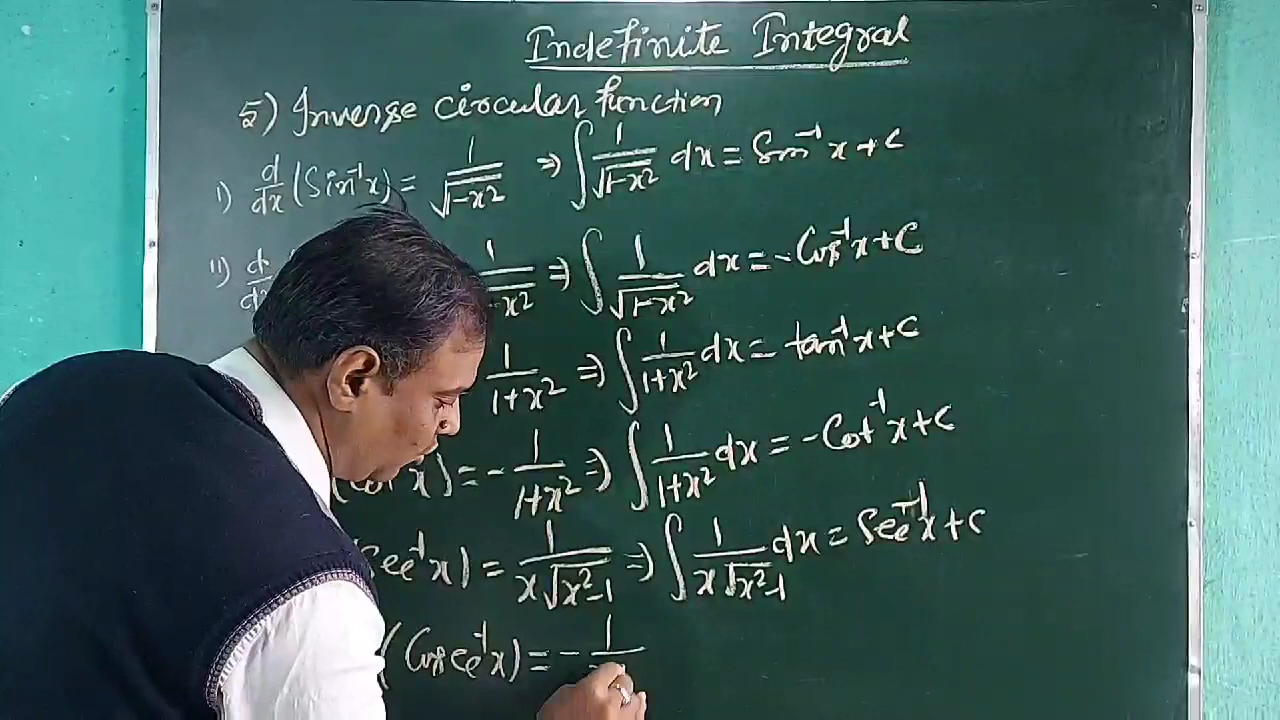 Indefinite Integral
5) Inverse circular function
i) d/dx (Sin⁻¹x) = 1/√1-x² ⇒ ∫ 1/√1-x² dx = Sin⁻¹ x + c
ii) d/dx 1/√-x² ⇒ ∫ 1/√1-x² dx = - Cos⁻¹x + C
1/1+x² ⇒ ∫ 1/1+x² dx = tan⁻¹x + C
(Cot⁻¹x) = - 1/1+x² ⇒ ∫ 1/1+x² dx = - Cot⁻¹x + C
Sec⁻¹x) = 1/x√x²-1 ⇒ ∫ 1/x√x²-1 dx = Sec⁻¹x + C
(Cosec⁻¹x) = - 1/